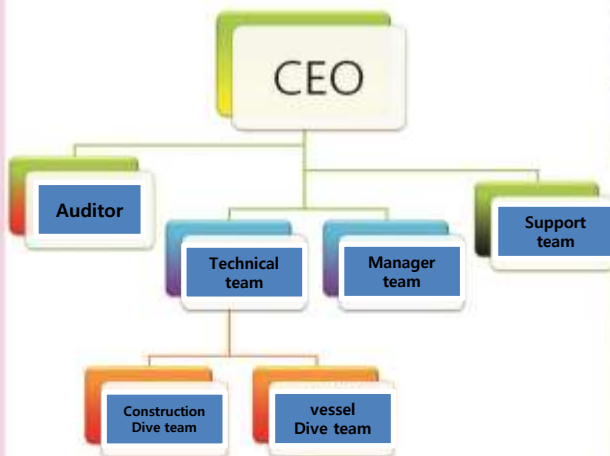 CEO
Auditor
Support
team
Technical
team
Manager
team
Construction
Dive team
vessel
Dive team